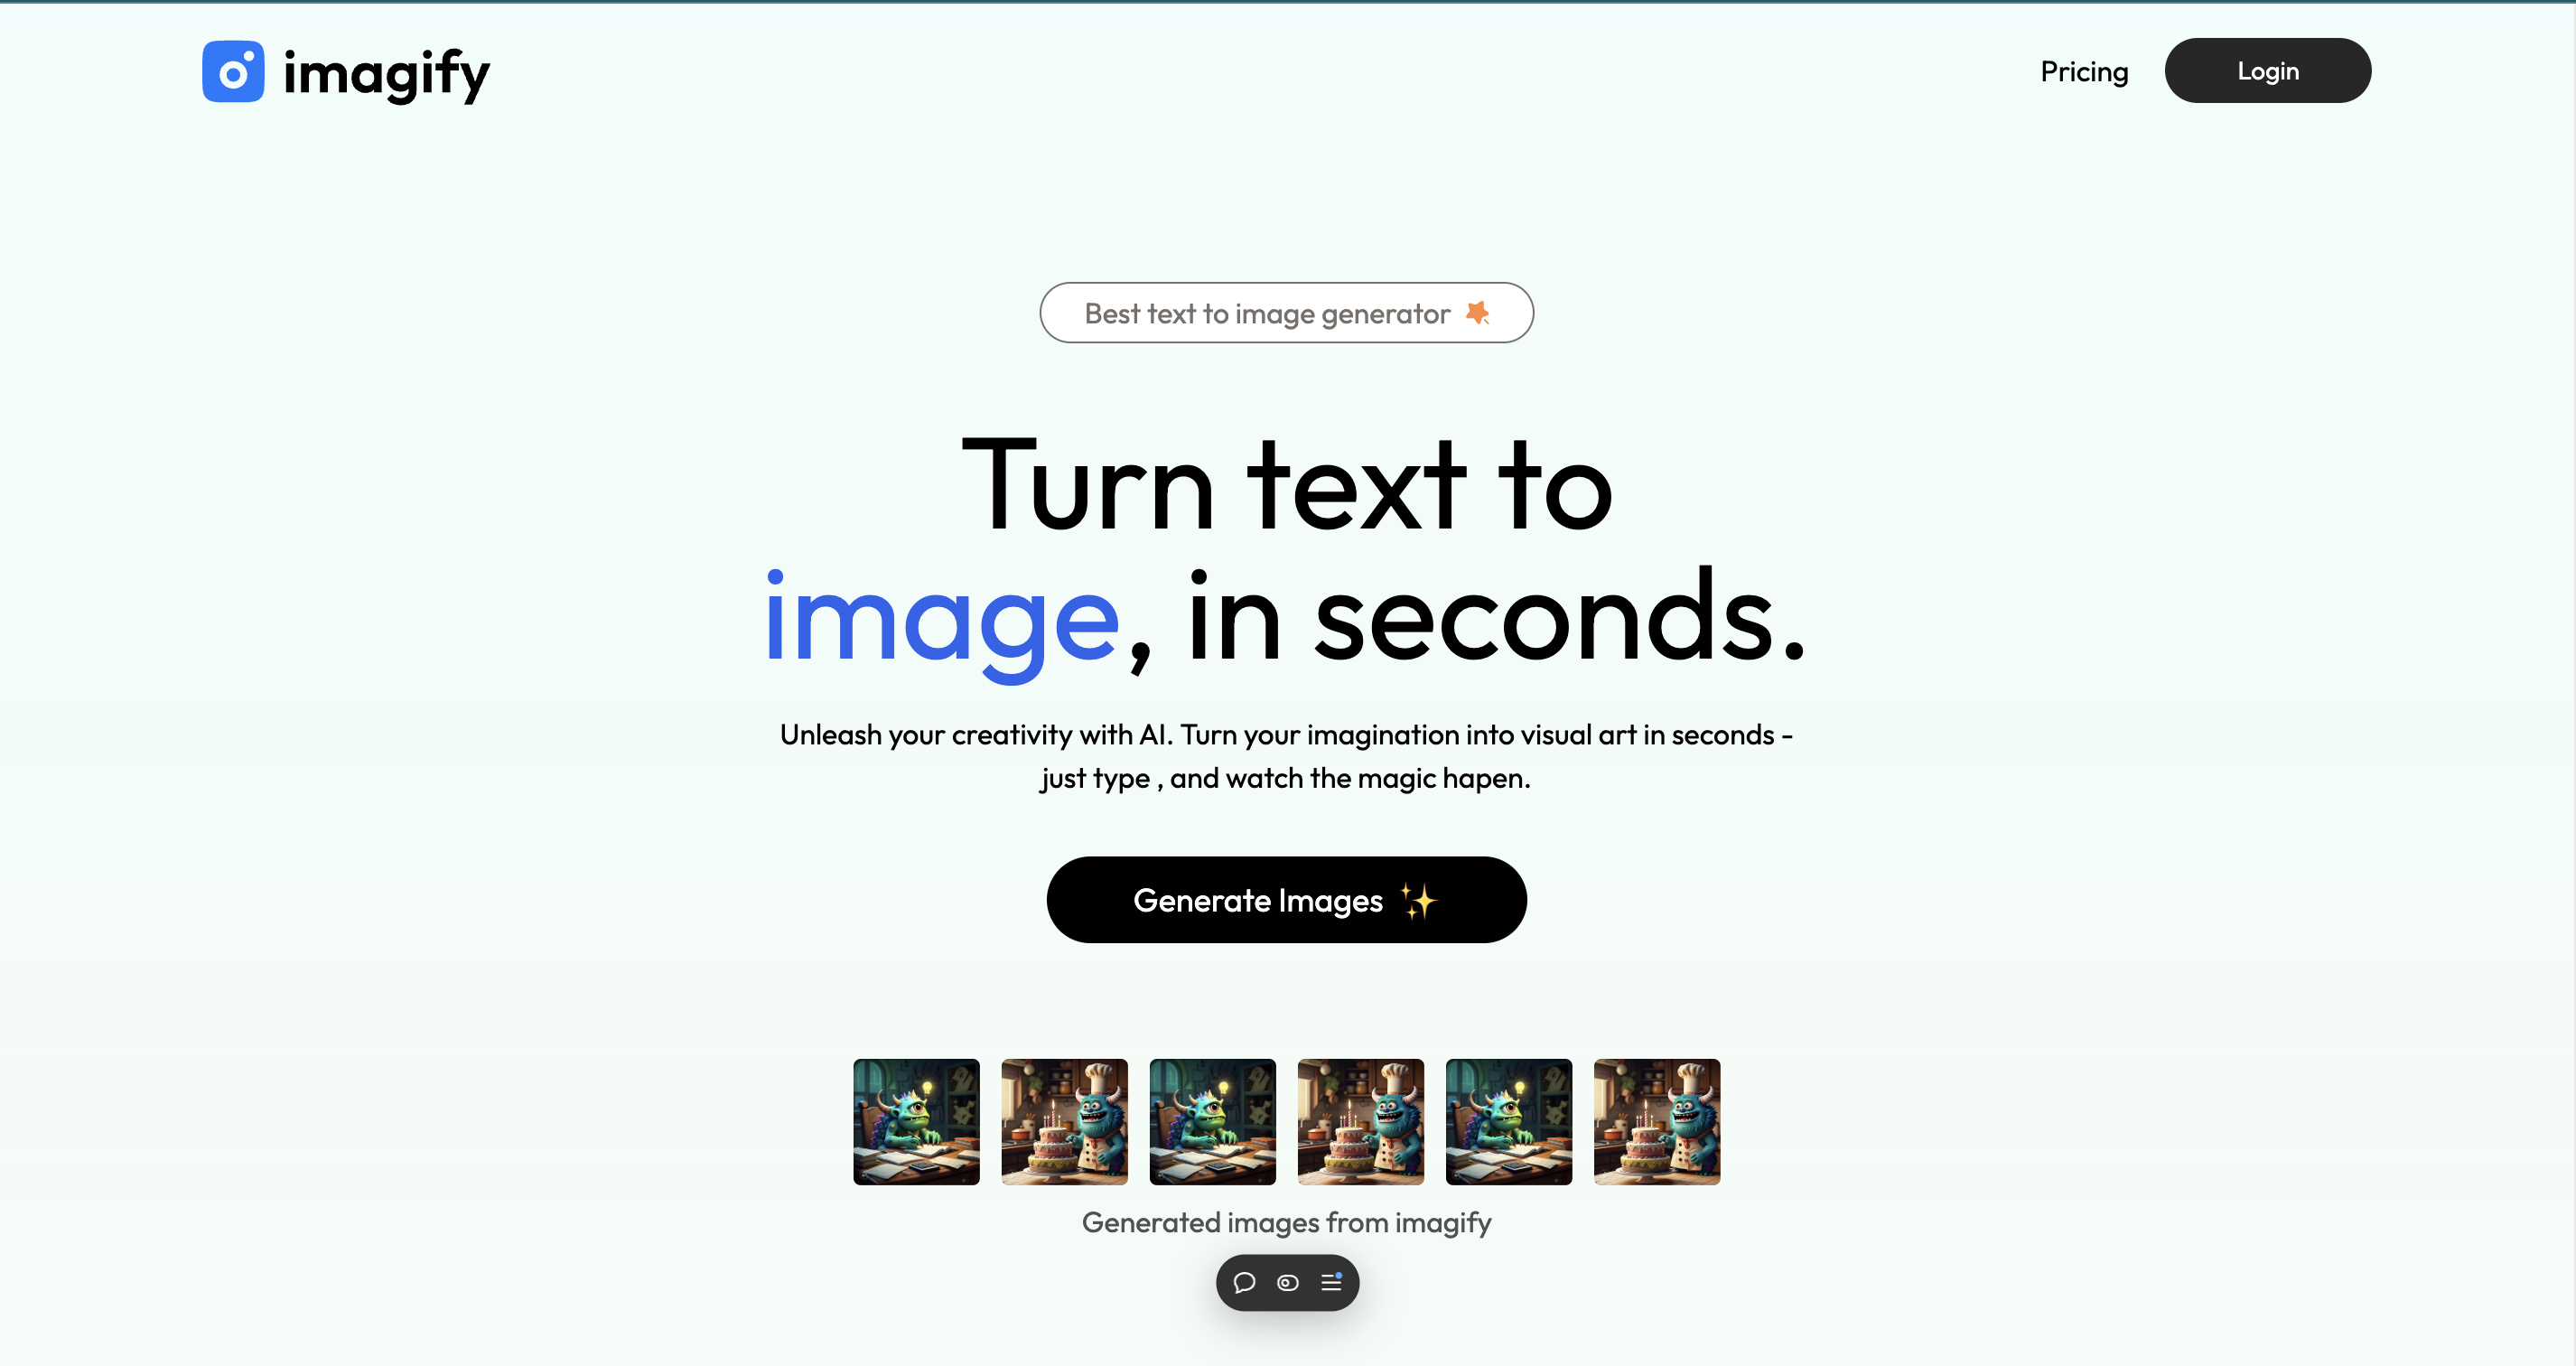 imagify
Pricing
Login
Best text to image generator
Turn text to
image, in seconds.
Unleash your creativity with AI. Turn your imagination into visual art in seconds -
just type , and watch the magic hapen.
Generate Images ✨
Generated images from imagify